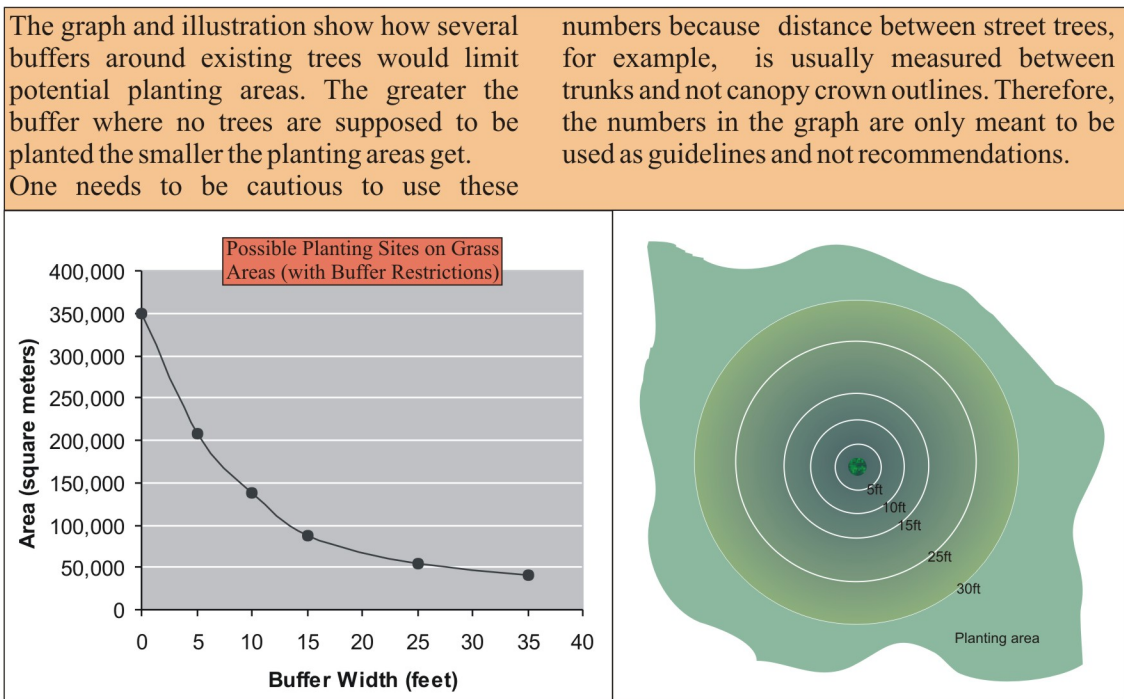 The graph and illustration show how several
buffers around existing trees would limit
potential planting areas. The greater the
buffer where no trees are supposed to be
planted the smaller the planting areas get.
One needs to be cautious to use these
numbers because distance between street trees,
for example, is usually measured between
trunks and not canopy crown outlines. Therefore,
the numbers in the graph are only meant to be
used as guidelines and not recommendations.
Possible Planting Sites on Grass
Areas (with Buffer Restrictions)
Area (square meters)
400,000
350,000
300,000
250,000
200,000
150,000
100,000
50,000
0
0 5 10 15 20 25 30 35 40
Buffer Width (feet)
5ft
10ft
15ft
25ft
30ft
Planting area